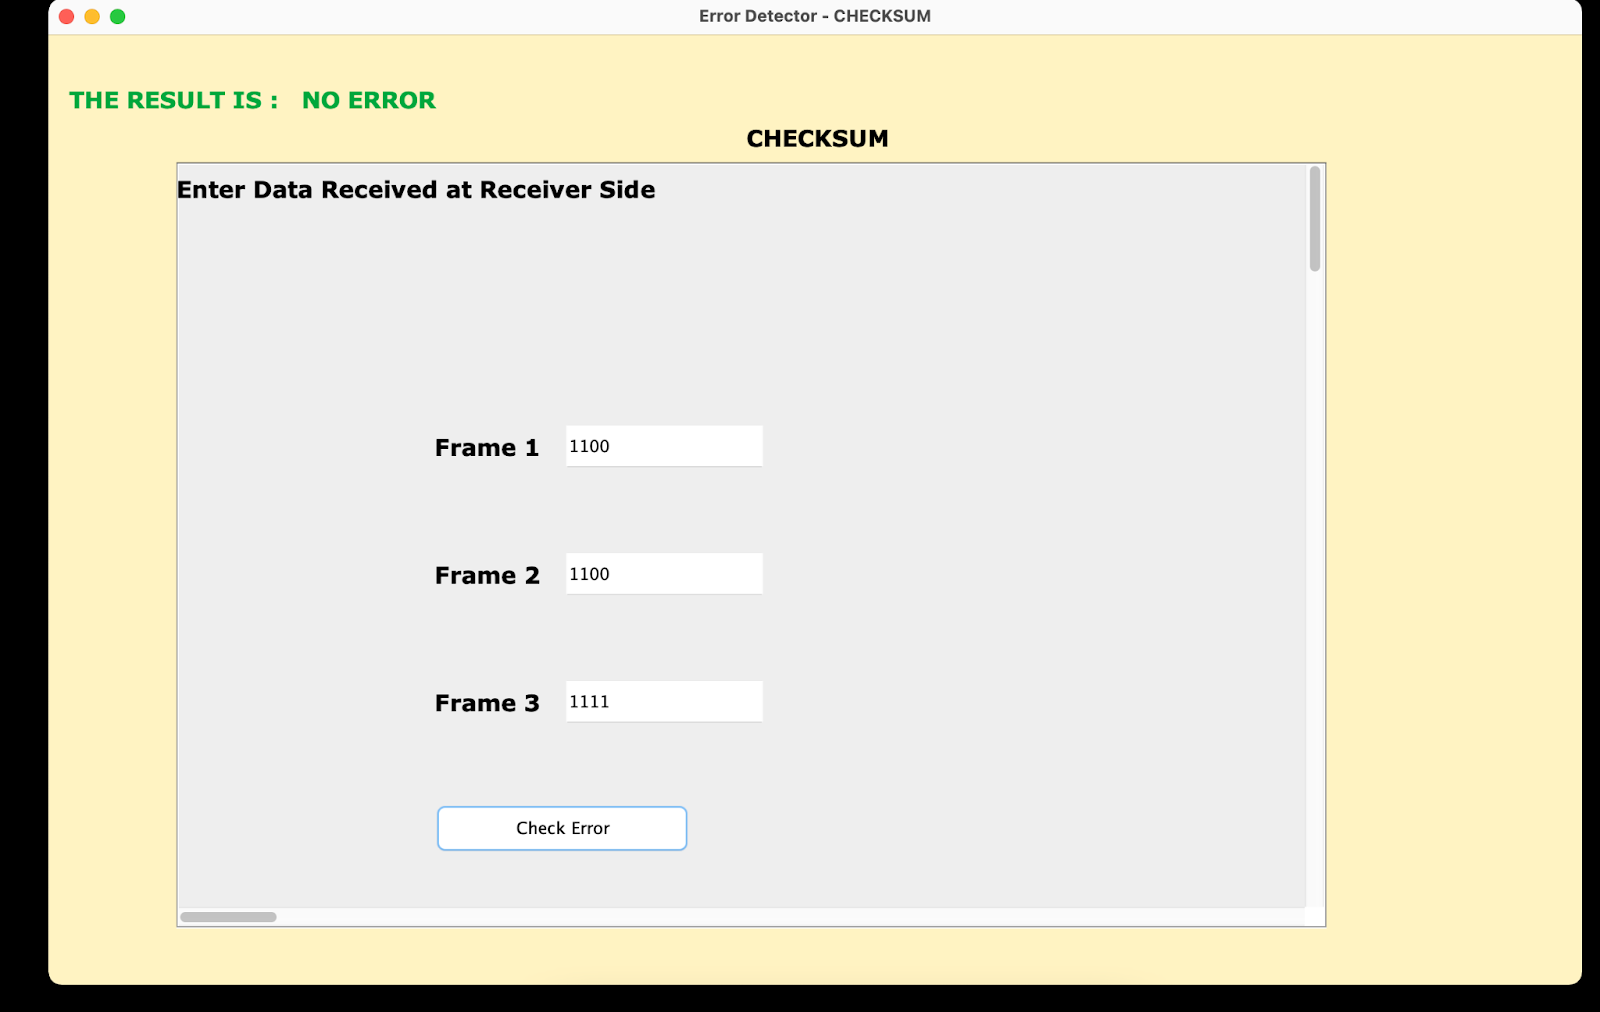 Error Detector - CHECKSUM
THE RESULT IS : NO ERROR
CHECKSUM
Enter Data Received at Receiver Side
Frame 1 1100
Frame 2 1100
Frame 3 1111
Check Error